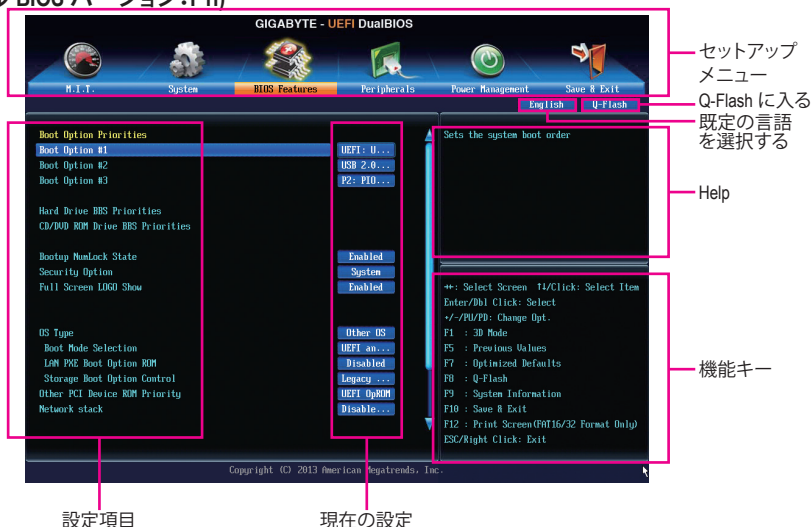 BIOS バージョン:F1i)
GIGABYTE - UEFI DualBIOS
M.I.T.
System
BIOS Features
Peripherals
Power Management
Save & Exit
English
Q-Flash
セットアップ
メニュー
Q-Flash に入る
既定の言語
を選択する
Boot Option Priorities
Boot Option #1 UEFI: U...
Boot Option #2 USB 2.0...
Boot Option #3 P2: PIO...
Hard Drive BBS Priorities
CD/DVD ROM Drive BBS Priorities
Bootup NumLock State Enabled
Security Option System
Full Screen LOGO Show Enabled
OS Type Other OS
Boot Mode Selection UEFI an...
LAN PXE Boot Option ROM Disabled
Storage Boot Option Control Legacy ...
Other PCI Device ROM Priority UEFI OpROM
Network stack Disable...
Sets the system boot order
Help
→←: Select Screen ↑↓/Click: Select Item
Enter/Dbl Click: Select
+/-/PU/PD: Change Opt.
F1 : 3D Mode
F5 : Previous Values
F7 : Optimized Defaults
F8 : Q-Flash
F9 : System Information
F10 : Save & Exit
F12 : Print Screen(FAT16/32 Format Only)
ESC/Right Click: Exit
機能キー
Copyright (C) 2013 American Megatrends, Inc.
設定項目
現在の設定